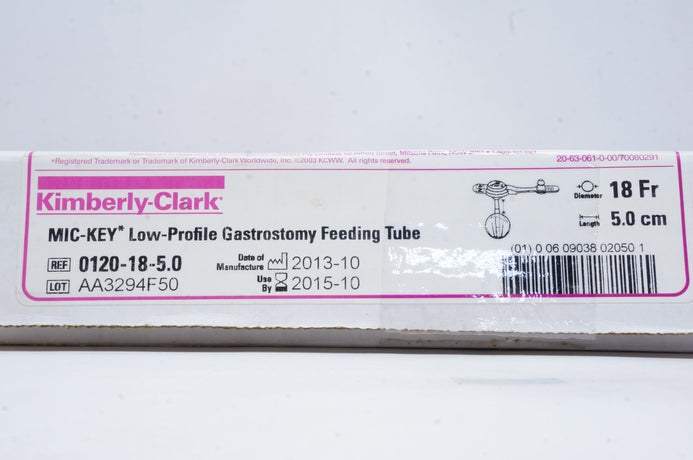 *Registered Trademark or Trademark of Kimberly-Clark Worldwide, Inc. ©2003 KCWW. All rights reserved.
20-63-061-0-00/70080291
Kimberly-Clark*
MIC-KEY* Low-Profile Gastrostomy Feeding Tube
REF 0120-18-5.0
LOT AA3294F50
Date of Manufacture 2013-10
Use By 2015-10
Diameter 18 Fr
Length 5.0 cm
(01) 0 06 09038 02050 1